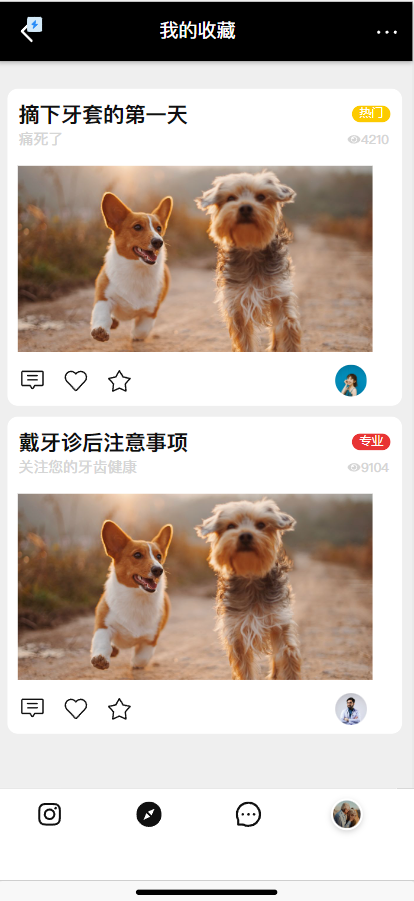 我的收藏
摘下牙套的第一天
热门
痛死了
4210
戴牙诊后注意事项
专业
关注您的牙齿健康
9104